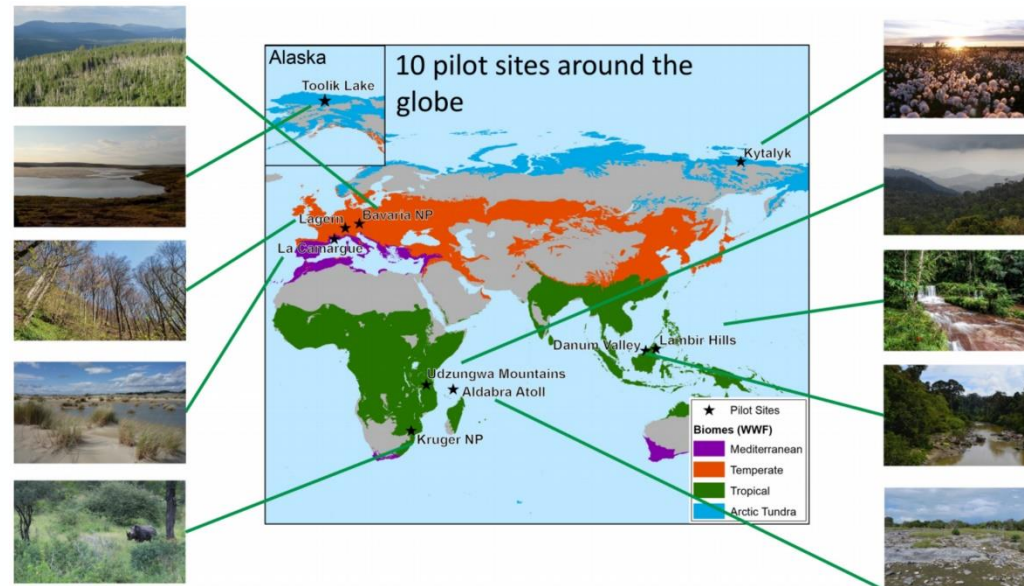 Alaska
10 pilot sites around the
globe
Toolik Lake
Kytalyk
Lagern
Bavaria NP
La Camargue
Danum Valley
Lambir Hills
Udzungwa Mountains
Aldabra Atoll
Kruger NP
Pilot Sites
Biomes (WWF)
Mediterranean
Temperate
Tropical
Arctic Tundra